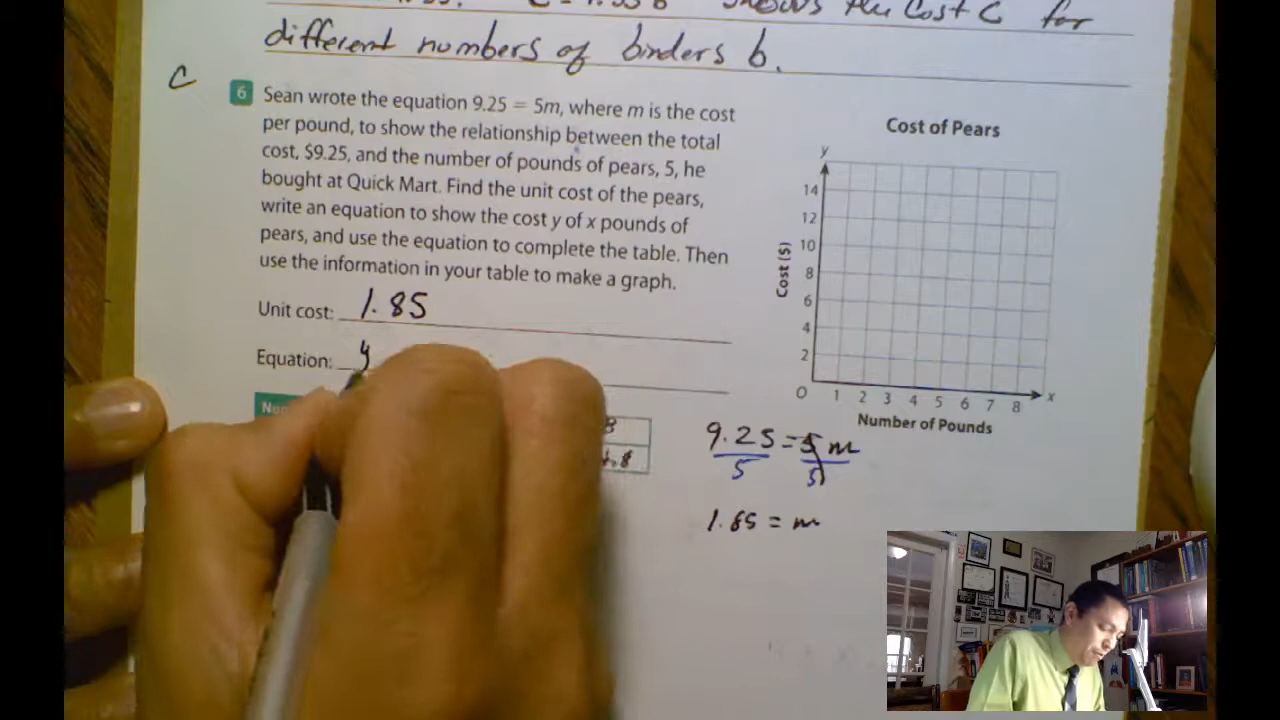 shows the cost C for
different numbers of binders b.
C
6 Sean wrote the equation 9.25 = 5m, where m is the cost
per pound, to show the relationship between the total
cost, $9.25, and the number of pounds of pears, 5, he
bought at Quick Mart. Find the unit cost of the pears,
write an equation to show the cost y of x pounds of
pears, and use the equation to complete the table. Then
use the information in your table to make a graph.
Unit cost: 1.85
Equation: y
8
Cost of Pears
y
14
12
10
8
6
4
2
O 1 2 3 4 5 6 7 8 x
Cost ($)
Number of Pounds
9.25 = 5m
5 5
1.85 = m